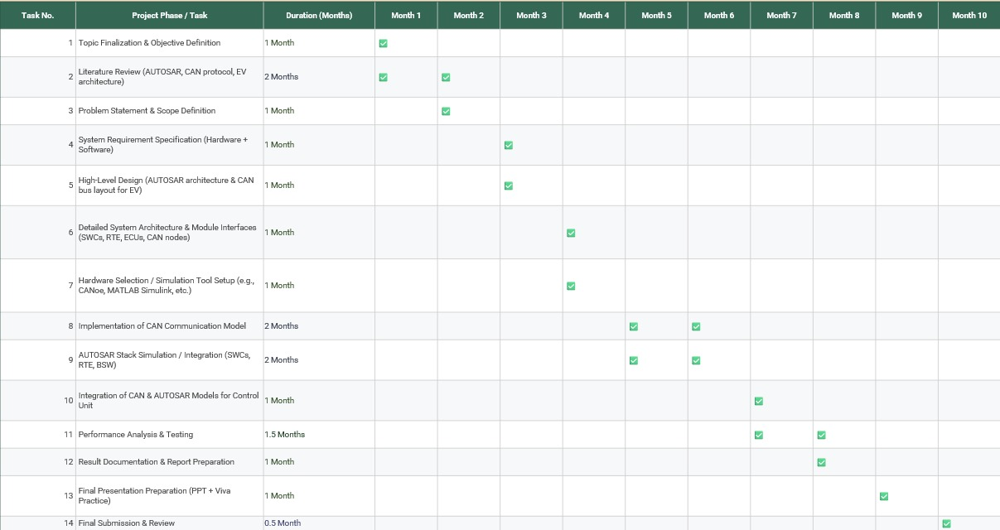 Task No. Project Phase / Task Duration (Months) Month 1 Month 2 Month 3 Month 4 Month 5 Month 6 Month 7 Month 8 Month 9 Month 10
1 Topic Finalization & Objective Definition 1 Month ✅
2 Literature Review (AUTOSAR, CAN protocol, EV
architecture) 2 Months ✅ ✅
3 Problem Statement & Scope Definition 1 Month ✅
4 System Requirement Specification (Hardware +
Software) 1 Month ✅
5 High-Level Design (AUTOSAR architecture & CAN
bus layout for EV) 1 Month ✅
6 Detailed System Architecture & Module Interfaces
(SWCs, RTE, ECUs, CAN nodes) 1 Month ✅
7 Hardware Selection / Simulation Tool Setup (e.g.,
CANoe, MATLAB Simulink, etc.) 1 Month ✅
8 Implementation of CAN Communication Model 2 Months ✅ ✅
9 AUTOSAR Stack Simulation / Integration (SWCs,
RTE, BSW) 2 Months ✅ ✅
10 Integration of CAN & AUTOSAR Models for Control
Unit 1 Month ✅
11 Performance Analysis & Testing 1.5 Months ✅ ✅
12 Result Documentation & Report Preparation 1 Month ✅
13 Final Presentation Preparation (PPT + Viva
Practice) 1 Month ✅
14 Final Submission & Review 0.5 Month ✅